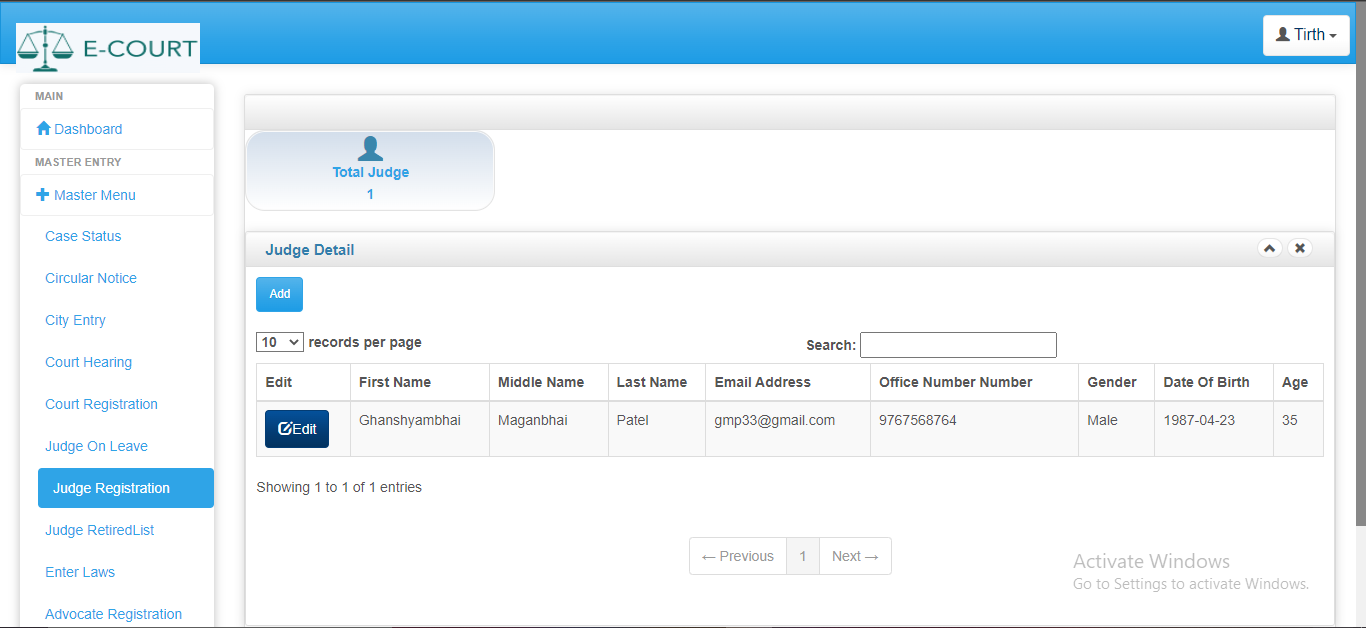 E-COURT
Tirth
MAIN
Dashboard
MASTER ENTRY
Master Menu
Case Status
Circular Notice
City Entry
Court Hearing
Court Registration
Judge On Leave
Judge Registration
Judge RetiredList
Enter Laws
Advocate Registration
Total Judge
1
Judge Detail
Add
10 records per page
Search:
Edit First Name Middle Name Last Name Email Address Office Number Number Gender Date Of Birth Age
Edit Ghanshyambhai Maganbhai Patel gmp33@gmail.com 9767568764 Male 1987-04-23 35
Showing 1 to 1 of 1 entries
← Previous 1 Next →
Activate Windows
Go to Settings to activate Windows.